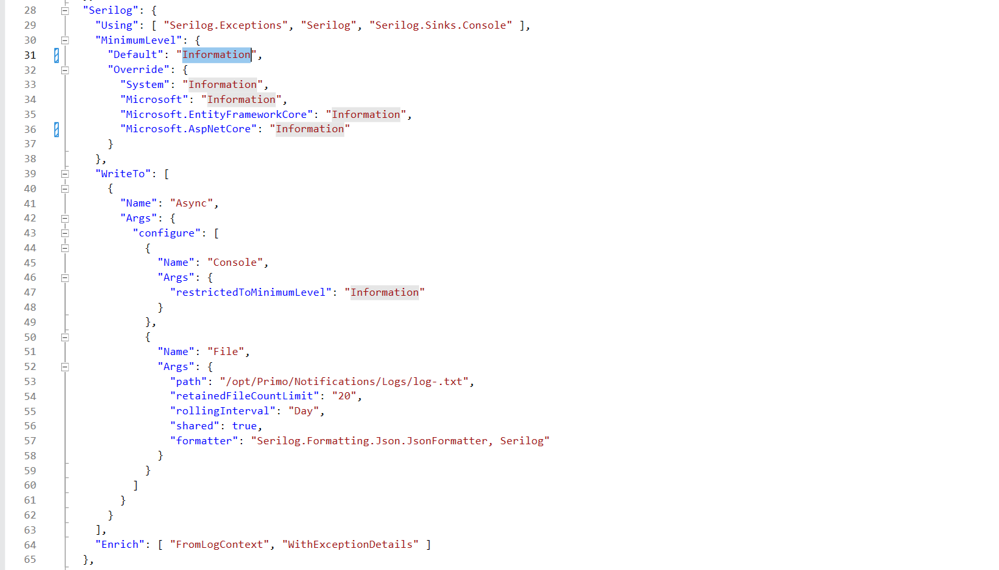 28 "Serilog": {
29 "Using": [ "Serilog.Exceptions", "Serilog", "Serilog.Sinks.Console" ],
30 "MinimumLevel": {
31 "Default": "Information",
32 "Override": {
33 "System": "Information",
34 "Microsoft": "Information",
35 "Microsoft.EntityFrameworkCore": "Information",
36 "Microsoft.AspNetCore": "Information"
37 }
38 },
39 "WriteTo": [
40 {
41 "Name": "Async",
42 "Args": {
43 "configure": [
44 {
45 "Name": "Console",
46 "Args": {
47 "restrictedToMinimumLevel": "Information"
48 }
49 },
50 {
51 "Name": "File",
52 "Args": {
53 "path": "/opt/Primo/Notifications/Logs/log-.txt",
54 "retainedFileCountLimit": "20",
55 "rollingInterval": "Day",
56 "shared": true,
57 "formatter": "Serilog.Formatting.Json.JsonFormatter, Serilog"
58 }
59 }
60 ]
61 }
62 }
63 ],
64 "Enrich": [ "FromLogContext", "WithExceptionDetails" ]
65 },